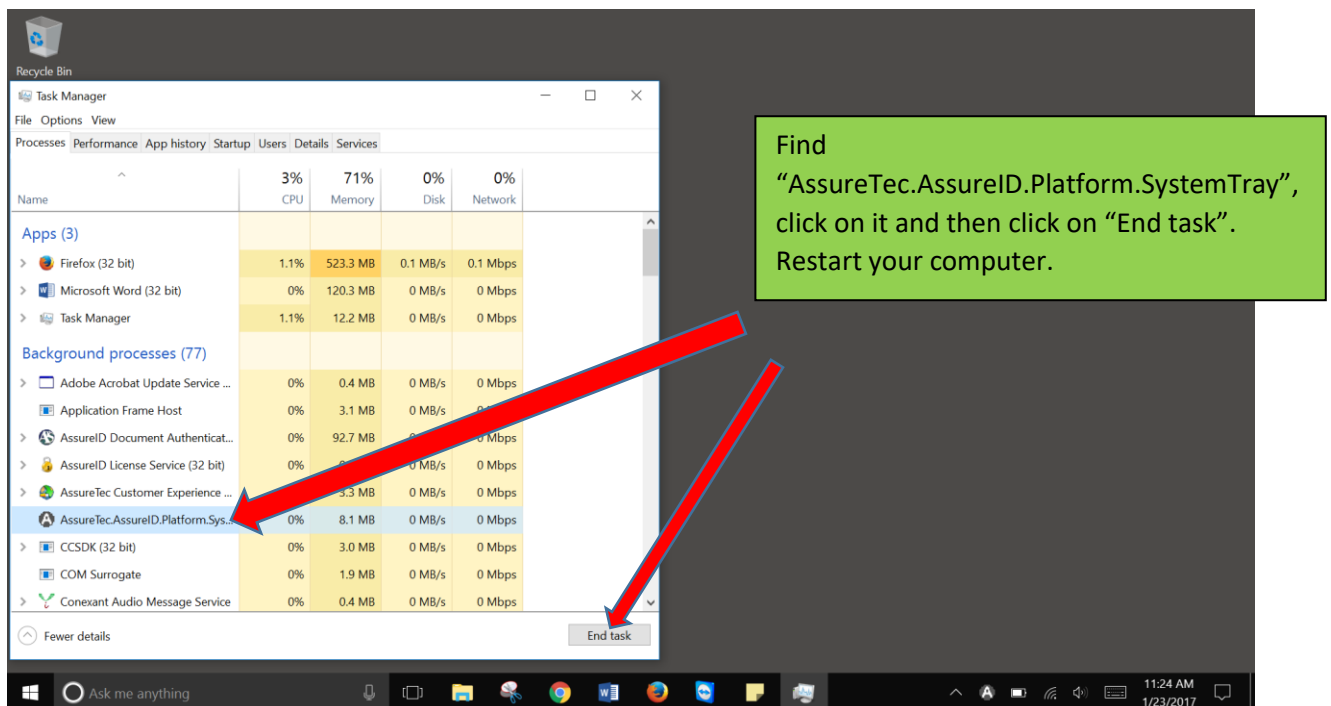 Recycle Bin
Task Manager
File Options View
Processes Performance App history Startup Users Details Services
3% 71% 0% 0%
Name CPU Memory Disk Network
Apps (3)
Firefox (32 bit) 1.1% 523.3 MB 0.1 MB/s 0.1 Mbps
Microsoft Word (32 bit) 0% 120.3 MB 0 MB/s 0 Mbps
Task Manager 1.1% 12.2 MB 0 MB/s 0 Mbps
Background processes (77)
Adobe Acrobat Update Service ... 0% 0.4 MB 0 MB/s 0 Mbps
Application Frame Host 0% 3.1 MB 0 MB/s
AssureID Document Authenticat... 0% 92.7 MB Mbps
AssureID License Service (32 bit) 0% MB/s 0 Mbps
AssureTec Customer Experience ... 3.3 MB 0 MB/s 0 Mbps
AssureTec.AssureID.Platform.Sys... 0% 8.1 MB 0 MB/s 0 Mbps
CCSDK (32 bit) 0% 3.0 MB 0 MB/s 0 Mbps
COM Surrogate 0% 1.9 MB 0 MB/s 0 Mbps
Conexant Audio Message Service 0% 0.4 MB 0 MB/s 0 Mbps
Fewer details
End task
Find
“AssureTec.AssureID.Platform.SystemTray”,
click on it and then click on “End task”.
Restart your computer.
Ask me anything
11:24 AM
1/23/2017